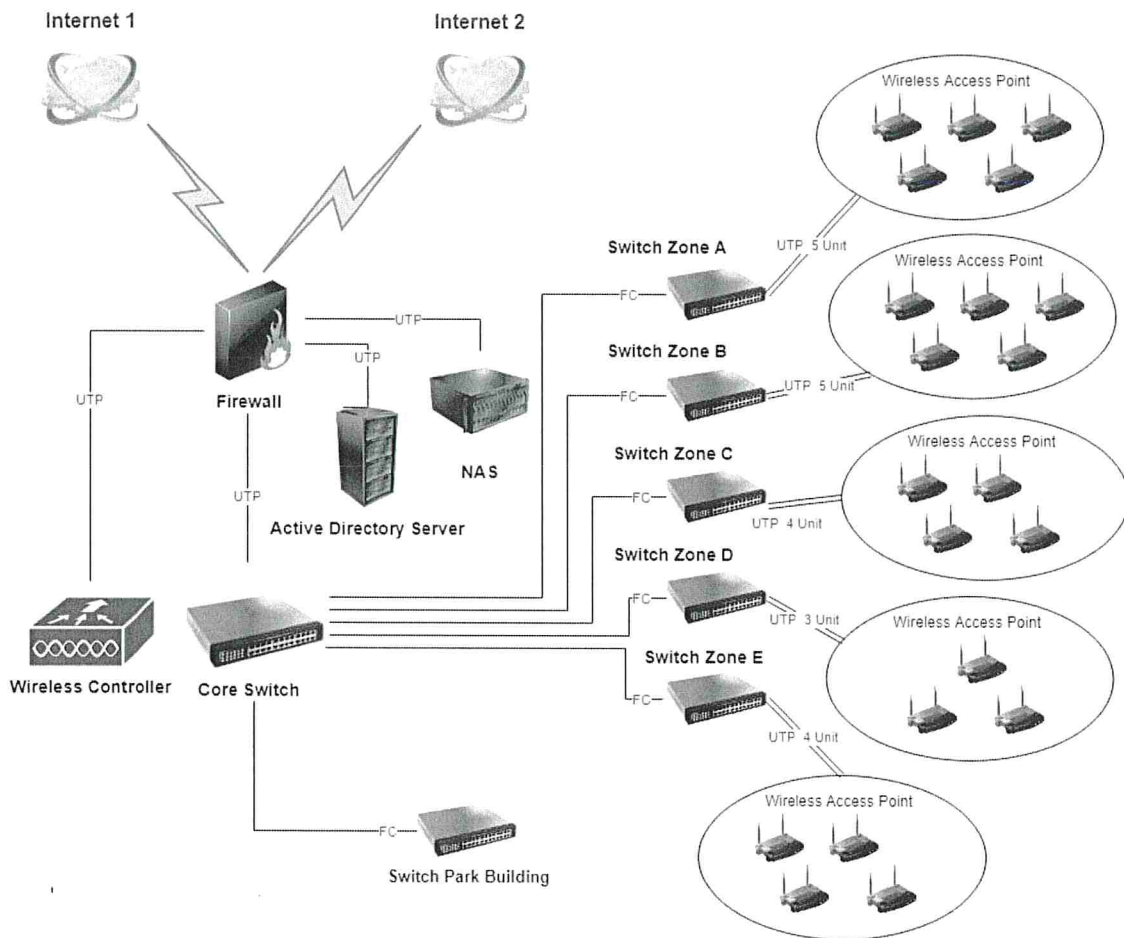 Internet 1
Internet 2
Wireless Access Point
UTP 5 Unit
Switch Zone A
FC
Wireless Access Point
UTP 5 Unit
Switch Zone B
FC
UTP
UTP
UTP
Firewall
NAS
UTP
Active Directory Server
Switch Zone C
FC
UTP 4 Unit
Wireless Access Point
Switch Zone D
FC
UTP 3 Unit
Wireless Access Point
Switch Zone E
FC
UTP 4 Unit
Wireless Controller
Core Switch
Wireless Access Point
FC
Switch Park Building